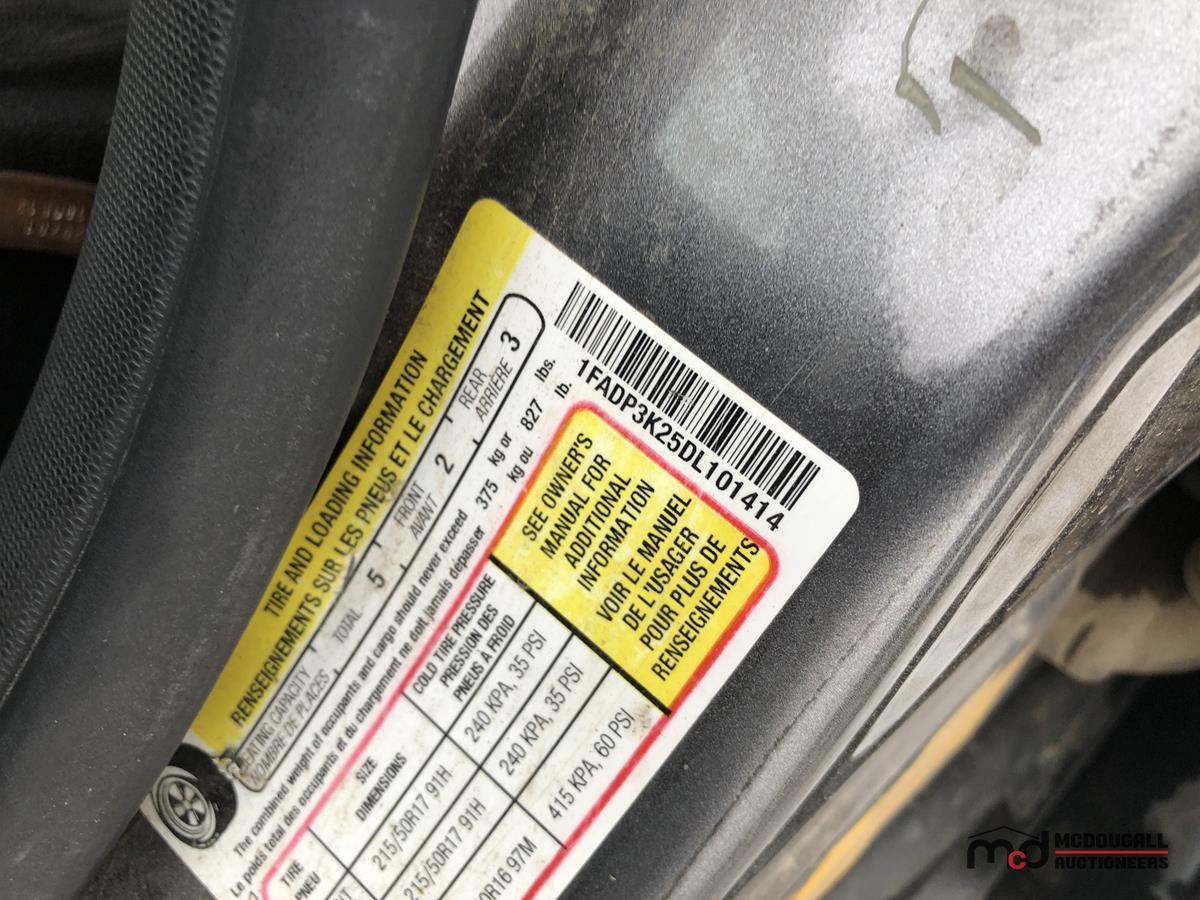 TIRE AND LOADING INFORMATION
RENSEIGNEMENTS SUR LES PNEUS ET LE CHARGEMENT
SEATING CAPACITY TOTAL 5 FRONT 2 REAR 3
NOMBRE DE PLACES AVANT ARRIÈRE
The combined weight of occupants and cargo should never exceed 375 kg or 827 lbs.
Le poids total des occupants et du chargement ne doit jamais dépasser kg ou lb.
TIRE SIZE COLD TIRE PRESSURE
PNEU DIMENSIONS PRESSION DES
PNEUS À FROID
215/50R17 91H 240 KPA, 35 PSI
215/50R17 91H 240 KPA, 35 PSI
97M 415 KPA, 60 PSI
SEE OWNER'S
MANUAL FOR
ADDITIONAL
INFORMATION
VOIR LE MANUEL
DE L'USAGER
POUR PLUS DE
RENSEIGNEMENTS
1FADP3K25DL101414
mcd MCDOUGALL
AUCTIONEERS